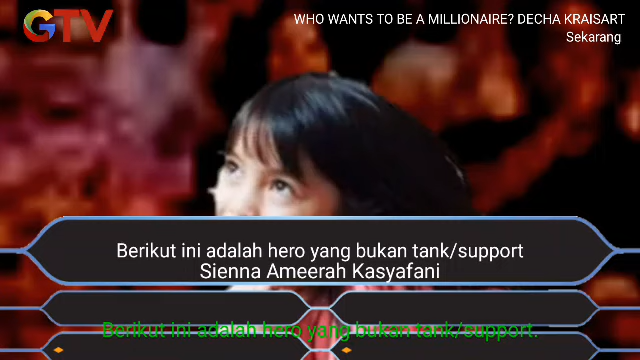 GTV
WHO WANTS TO BE A MILLIONAIRE? DECHA KRAISART
Sekarang
Berikut ini adalah hero yang bukan tank/support
Sienna Ameerah Kasyafani
Berikut ini adalah hero yang bukan tank/support.